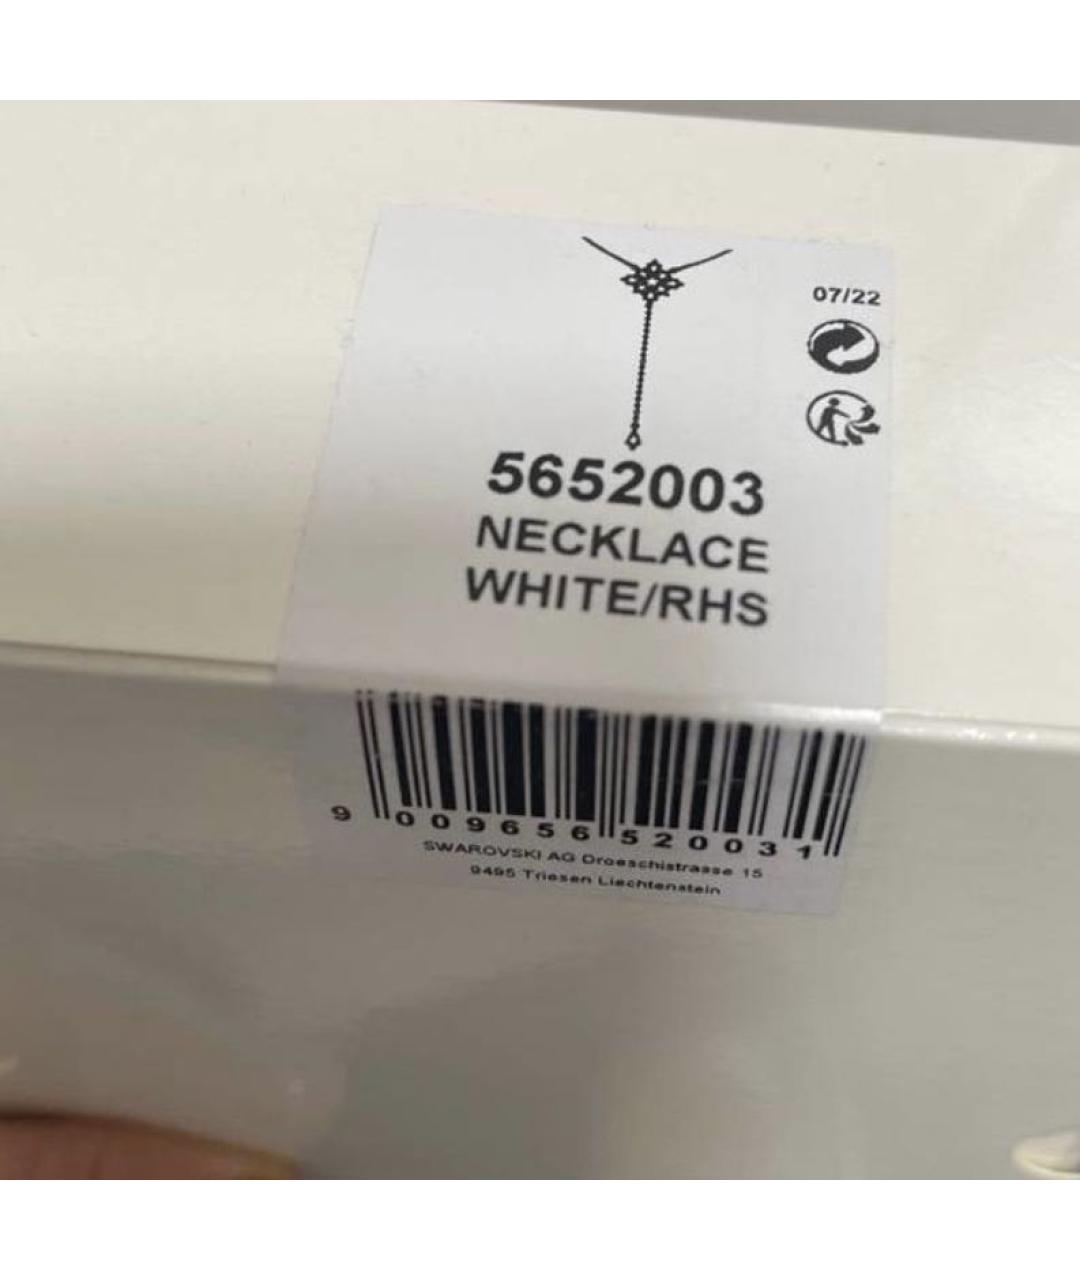 07/22
5652003
NECKLACE
WHITE/RHS
9 009656 520031
SWAROVSKI AG Droeschistrasse 15
9495 Triesen Liechtenstein